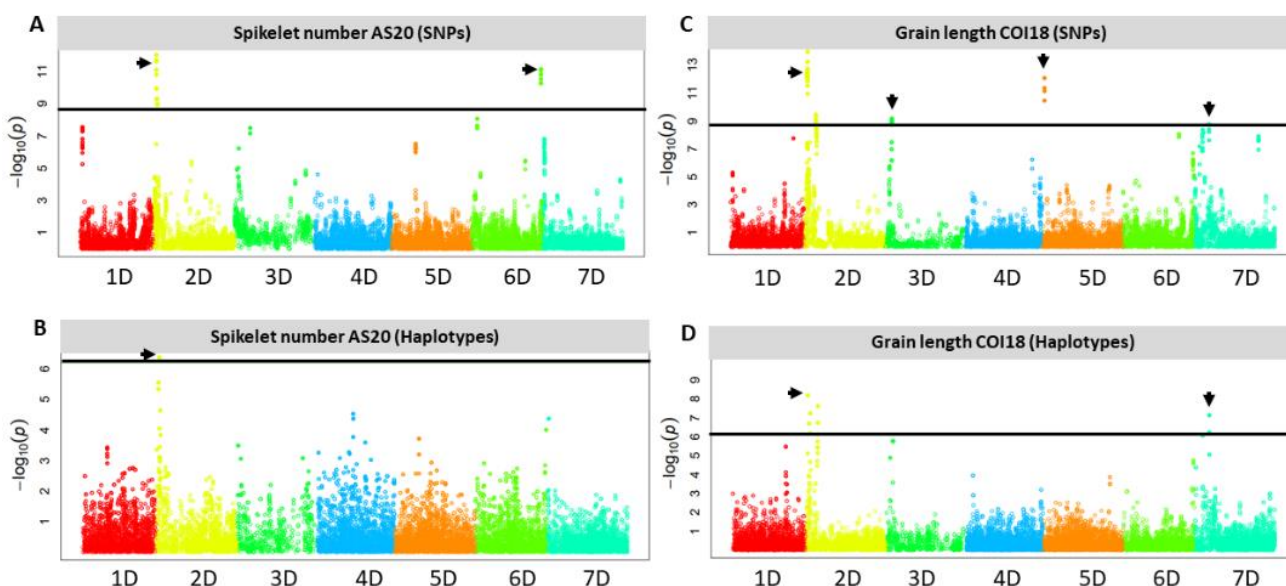 A
Spikelet number AS20 (SNPs)
−log₁₀(p)
11
9
7
5
3
1
1D 2D 3D 4D 5D 6D 7D
C
Grain length COI18 (SNPs)
−log₁₀(p)
13
11
9
7
5
3
1
1D 2D 3D 4D 5D 6D 7D
B
Spikelet number AS20 (Haplotypes)
−log₁₀(p)
6
5
4
3
2
1
1D 2D 3D 4D 5D 6D 7D
D
Grain length COI18 (Haplotypes)
−log₁₀(p)
9
8
7
6
5
4
3
2
1
1D 2D 3D 4D 5D 6D 7D